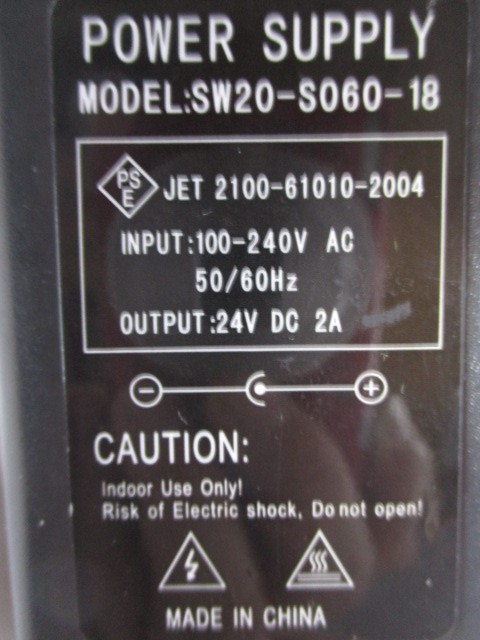 POWER SUPPLY
MODEL:SW20-S060-18
PS
E
JET 2100-61010-2004
INPUT:100-240V AC
50/60Hz
OUTPUT:24V DC 2A
- +
CAUTION:
Indoor Use Only!
Risk of Electric shock, Do not open!
MADE IN CHINA